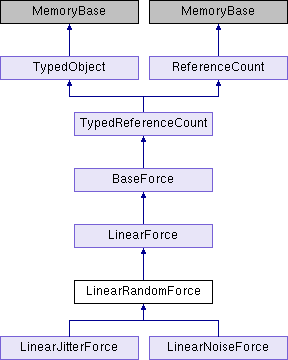 MemoryBase MemoryBase
TypedObject ReferenceCount
TypedReferenceCount
BaseForce
LinearForce
LinearRandomForce
LinearJitterForce LinearNoiseForce